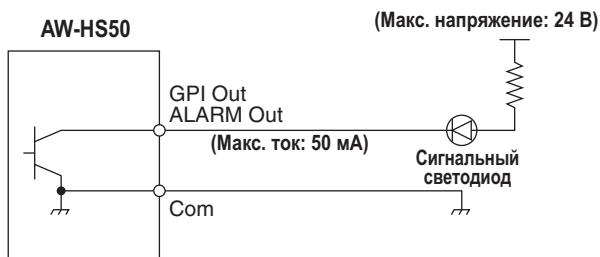 (Макс. напряжение: 24 В)
AW-HS50
GPI Out
ALARM Out
(Макс. ток: 50 мА)
Сигнальный
светодиод
Com